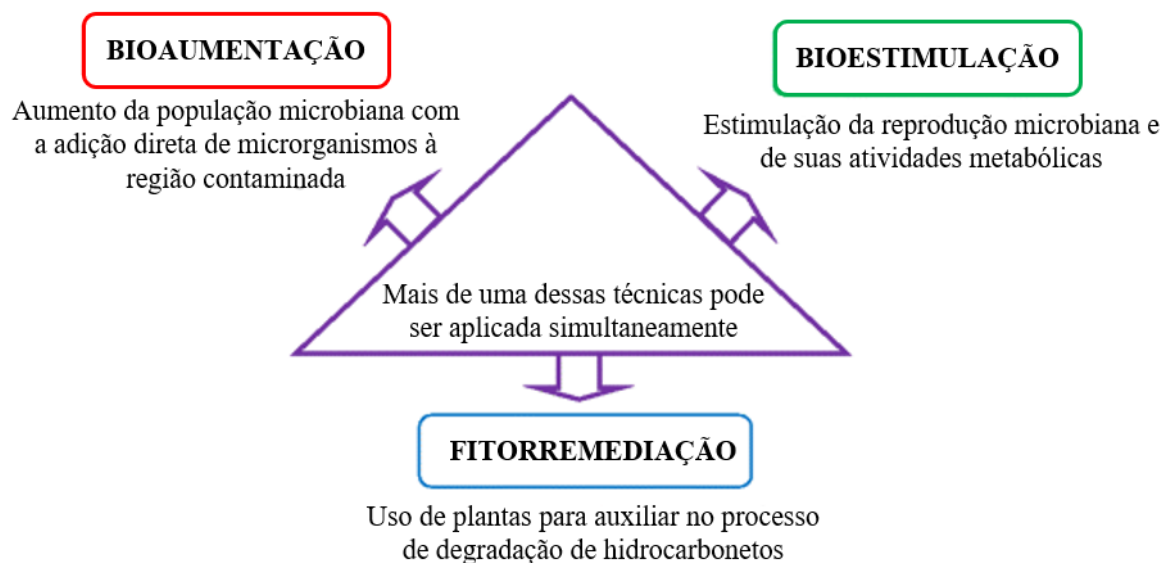 BIOAUMENTAÇÃO
Aumento da população microbiana com
a adição direta de microrganismos à
região contaminada
BIOESTIMULAÇÃO
Estimulação da reprodução microbiana e
de suas atividades metabólicas
Mais de uma dessas técnicas pode
ser aplicada simultaneamente
FITORREMEDIAÇÃO
Uso de plantas para auxiliar no processo
de degradação de hidrocarbonetos